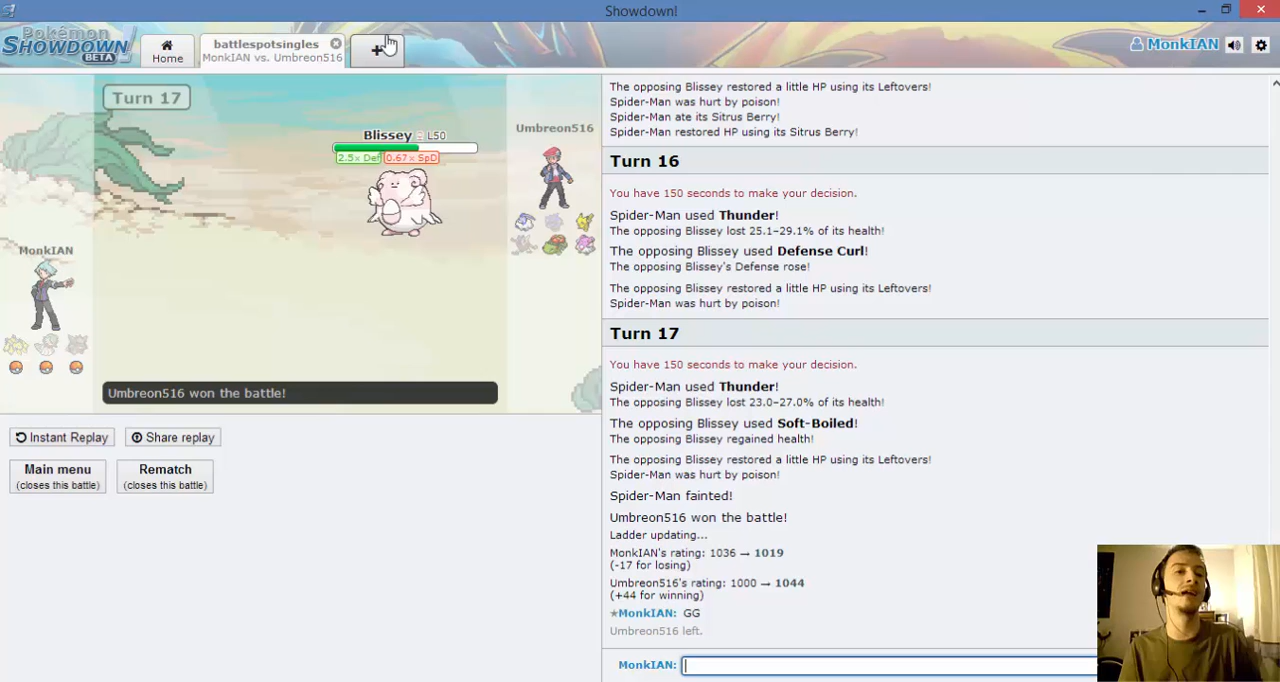 Showdown!
Pokémon
SHOWDOWN
BETA
Home
battlespotsingles
MonkIAN vs. Umbreon516
+
MonkIAN
Turn 17
Blissey L50
2.5× Def 0.67× SpD
Umbreon516
MonkIAN
Umbreon516 won the battle!
Instant Replay
Share replay
Main menu
(closes this battle)
Rematch
(closes this battle)
The opposing Blissey restored a little HP using its Leftovers!
Spider-Man was hurt by poison!
Spider-Man ate its Sitrus Berry!
Spider-Man restored HP using its Sitrus Berry!
Turn 16
You have 150 seconds to make your decision.
Spider-Man used Thunder!
The opposing Blissey lost 25.1–29.1% of its health!
The opposing Blissey used Defense Curl!
The opposing Blissey's Defense rose!
The opposing Blissey restored a little HP using its Leftovers!
Spider-Man was hurt by poison!
Turn 17
You have 150 seconds to make your decision.
Spider-Man used Thunder!
The opposing Blissey lost 23.0–27.0% of its health!
The opposing Blissey used Soft-Boiled!
The opposing Blissey regained health!
The opposing Blissey restored a little HP using its Leftovers!
Spider-Man was hurt by poison!
Spider-Man fainted!
Umbreon516 won the battle!
Ladder updating...
MonkIAN's rating: 1036 → 1019
(-17 for losing)
Umbreon516's rating: 1000 → 1044
(+44 for winning)
★MonkIAN: GG
Umbreon516 left.
MonkIAN: